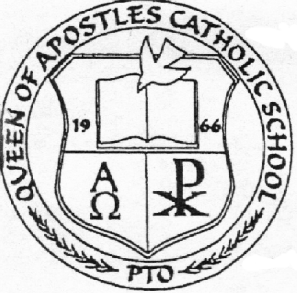 QUEEN OF APOSTLES CATHOLIC SCHOOL
19 66
Α
Ω
PTO